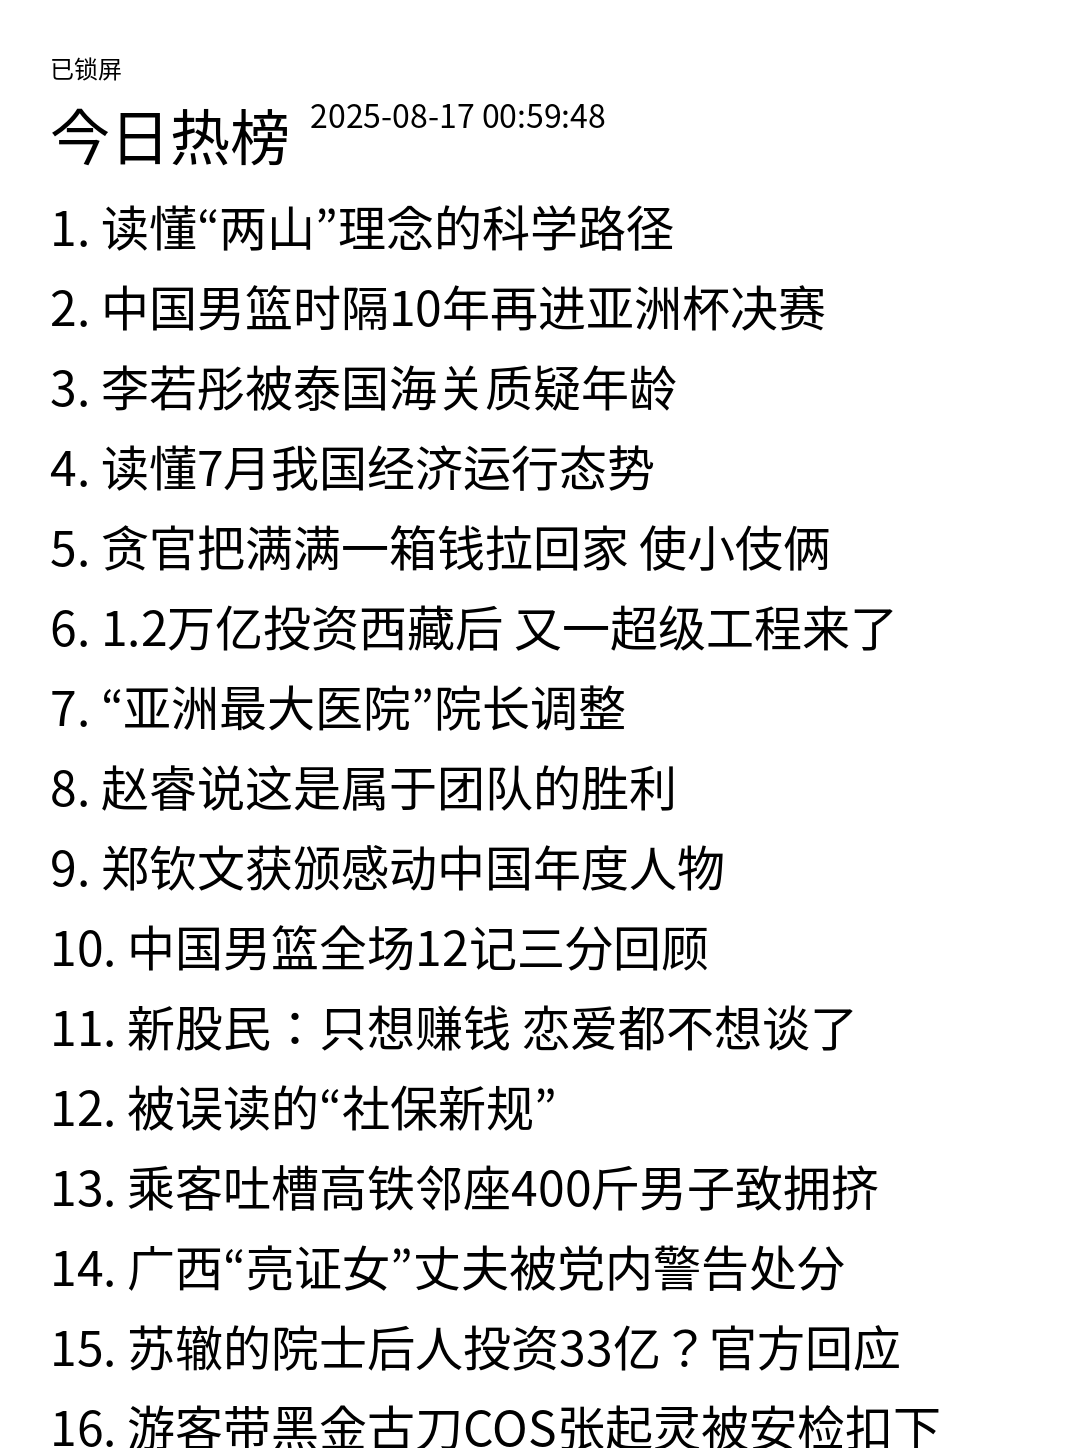 已锁屏
今日热榜 2025-08-17 00:59:48
1. 读懂“两山”理念的科学路径
2. 中国男篮时隔10年再进亚洲杯决赛
3. 李若彤被泰国海关质疑年龄
4. 读懂7月我国经济运行态势
5. 贪官把满满一箱钱拉回家 使小伎俩
6. 1.2万亿投资西藏后 又一超级工程来了
7. “亚洲最大医院”院长调整
8. 赵睿说这是属于团队的胜利
9. 郑钦文获颁感动中国年度人物
10. 中国男篮全场12记三分回顾
11. 新股民：只想赚钱 恋爱都不想谈了
12. 被误读的“社保新规”
13. 乘客吐槽高铁邻座400斤男子致拥挤
14. 广西“亮证女”丈夫被党内警告处分
15. 苏辙的院士后人投资33亿？官方回应
16. 游客带黑金古刀COS张起灵被安检扣下